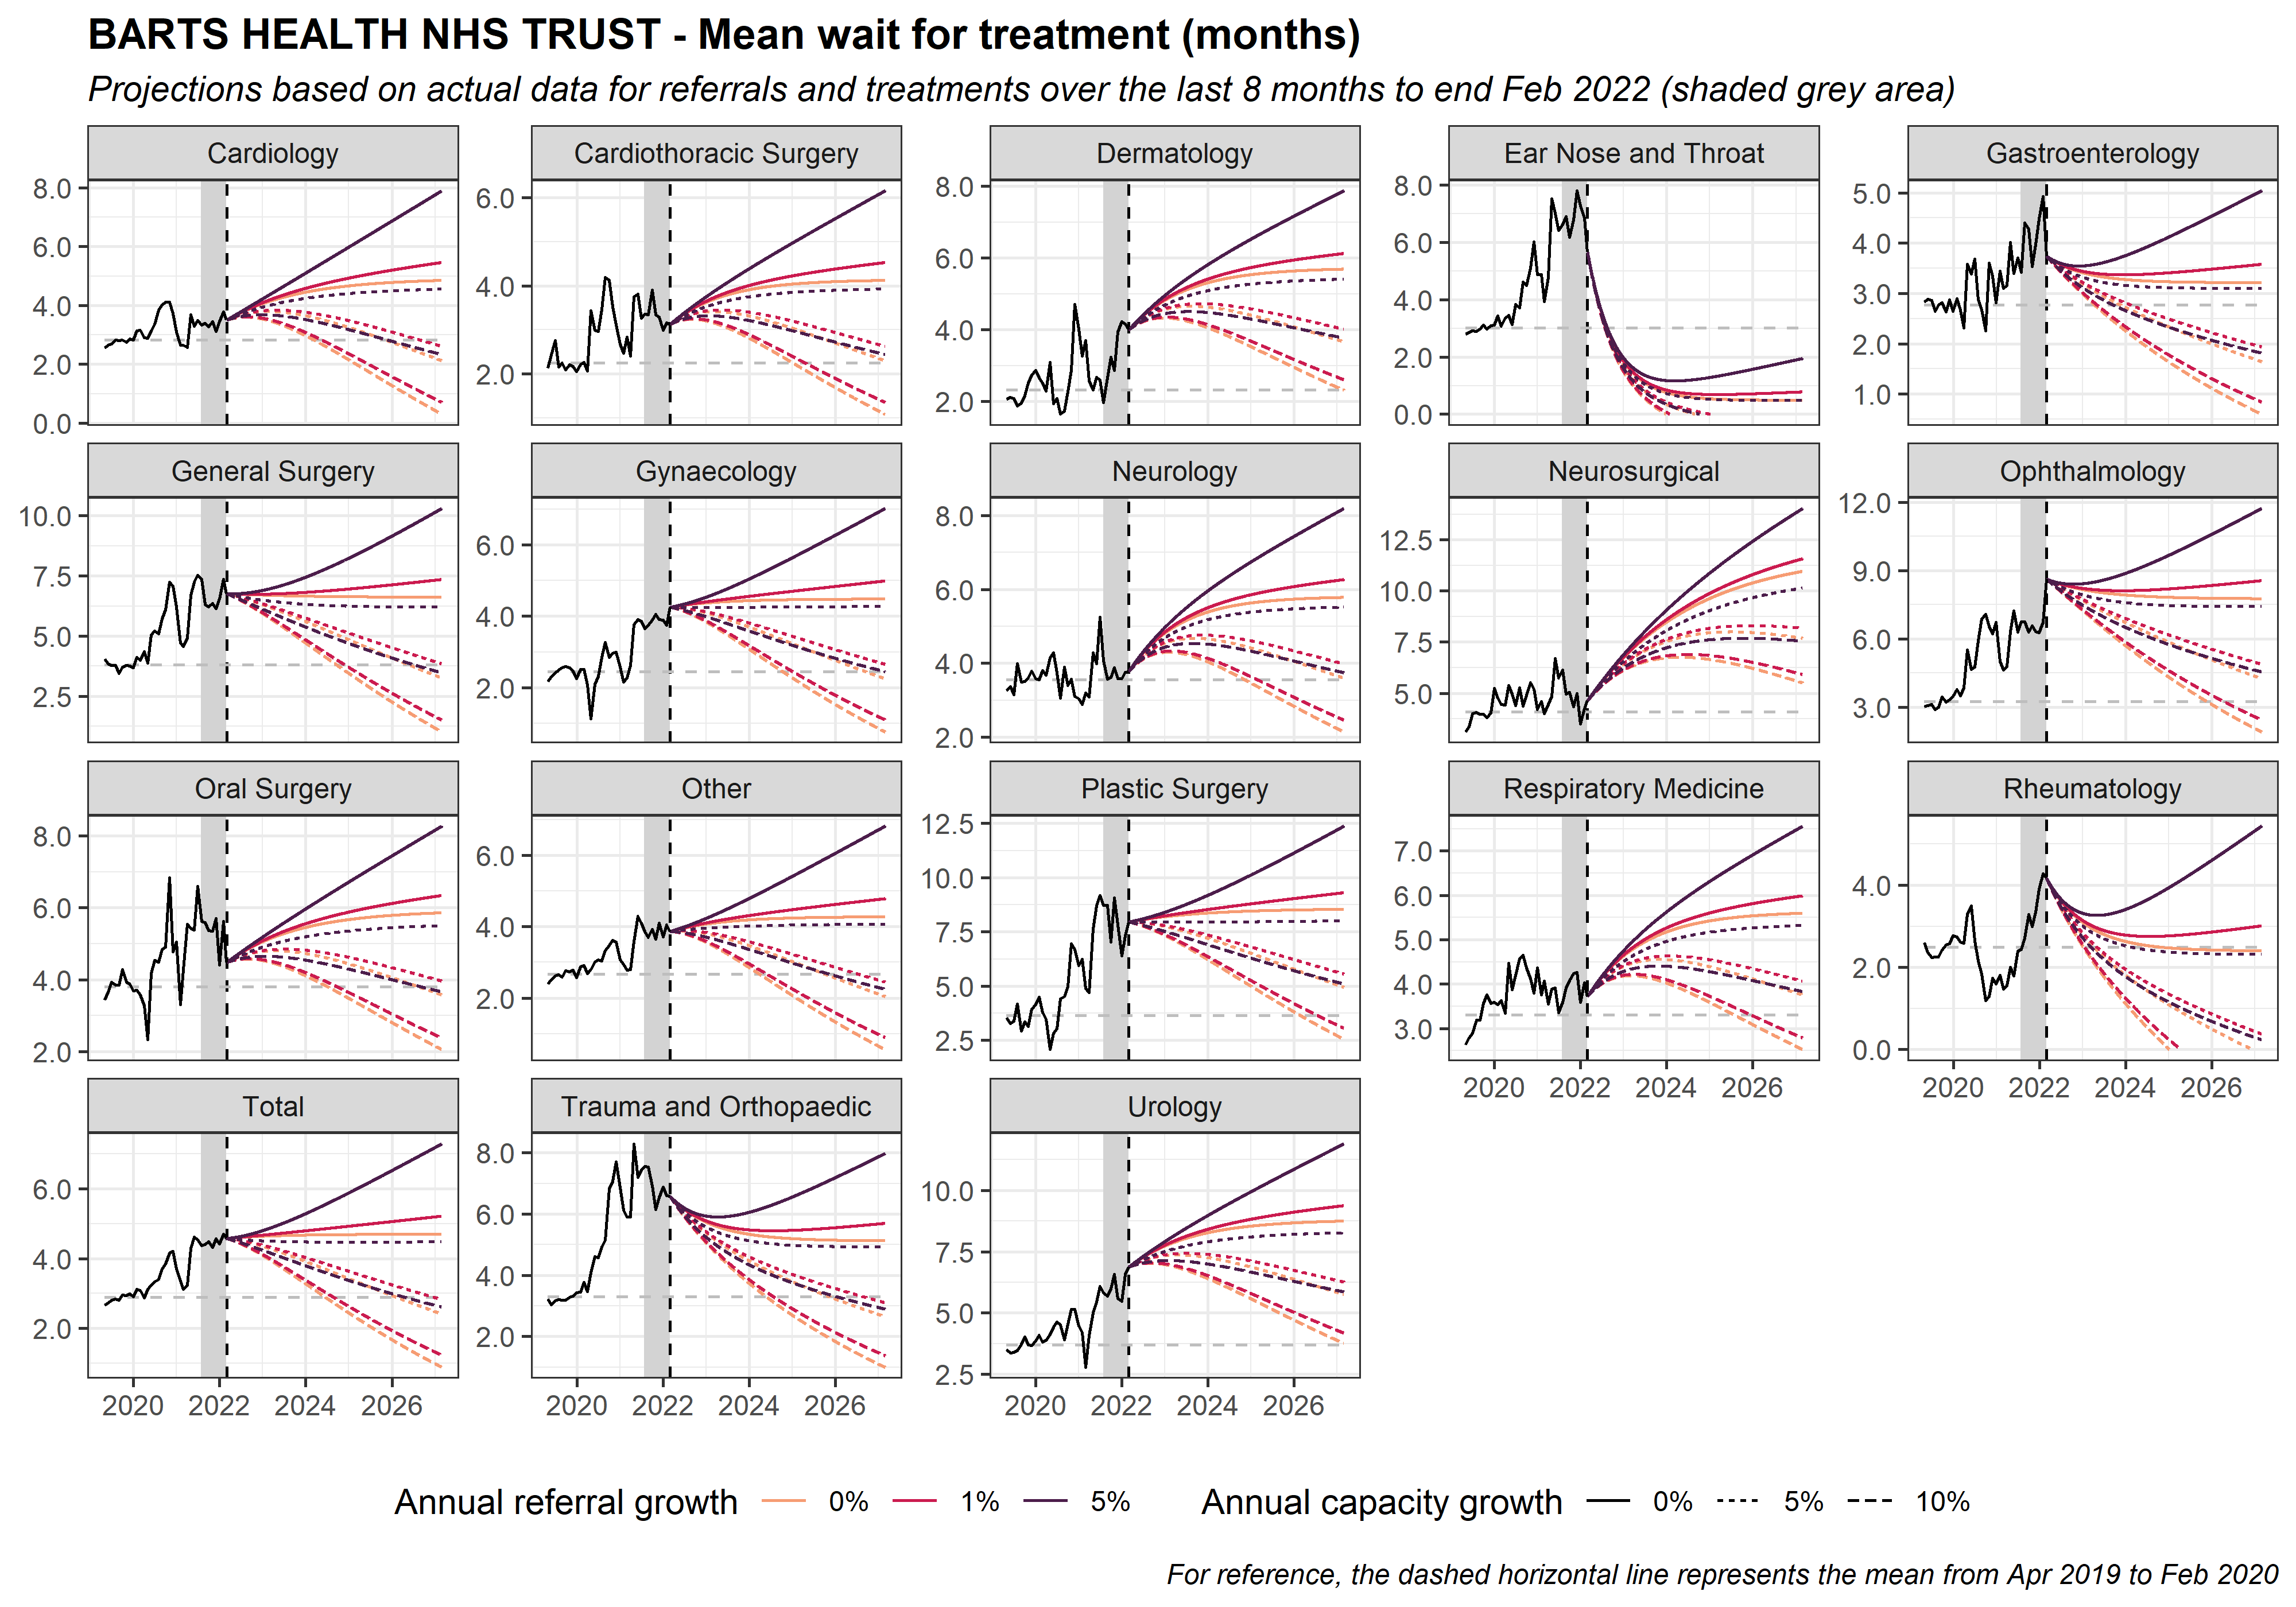 BARTS HEALTH NHS TRUST - Mean wait for treatment (months)
Projections based on actual data for referrals and treatments over the last 8 months to end Feb 2022 (shaded grey area)
Cardiology
Cardiothoracic Surgery
Dermatology
Ear Nose and Throat
Gastroenterology
8.0
6.0
4.0
2.0
0.0
6.0
4.0
2.0
8.0
6.0
4.0
2.0
8.0
6.0
4.0
2.0
0.0
5.0
4.0
3.0
2.0
1.0
General Surgery
Gynaecology
Neurology
Neurosurgical
Ophthalmology
10.0
7.5
5.0
2.5
6.0
4.0
2.0
8.0
6.0
4.0
2.0
12.5
10.0
7.5
5.0
12.0
9.0
6.0
3.0
Oral Surgery
Other
Plastic Surgery
Respiratory Medicine
Rheumatology
8.0
6.0
4.0
2.0
6.0
4.0
2.0
12.5
10.0
7.5
5.0
2.5
7.0
6.0
5.0
4.0
3.0
4.0
2.0
0.0
2020 2022 2024 2026
2020 2022 2024 2026
Total
Trauma and Orthopaedic
Urology
6.0
4.0
2.0
8.0
6.0
4.0
2.0
10.0
7.5
5.0
2.5
2020 2022 2024 2026
2020 2022 2024 2026
2020 2022 2024 2026
Annual referral growth 0% 1% 5%
Annual capacity growth 0% 5% 10%
For reference, the dashed horizontal line represents the mean from Apr 2019 to Feb 2020